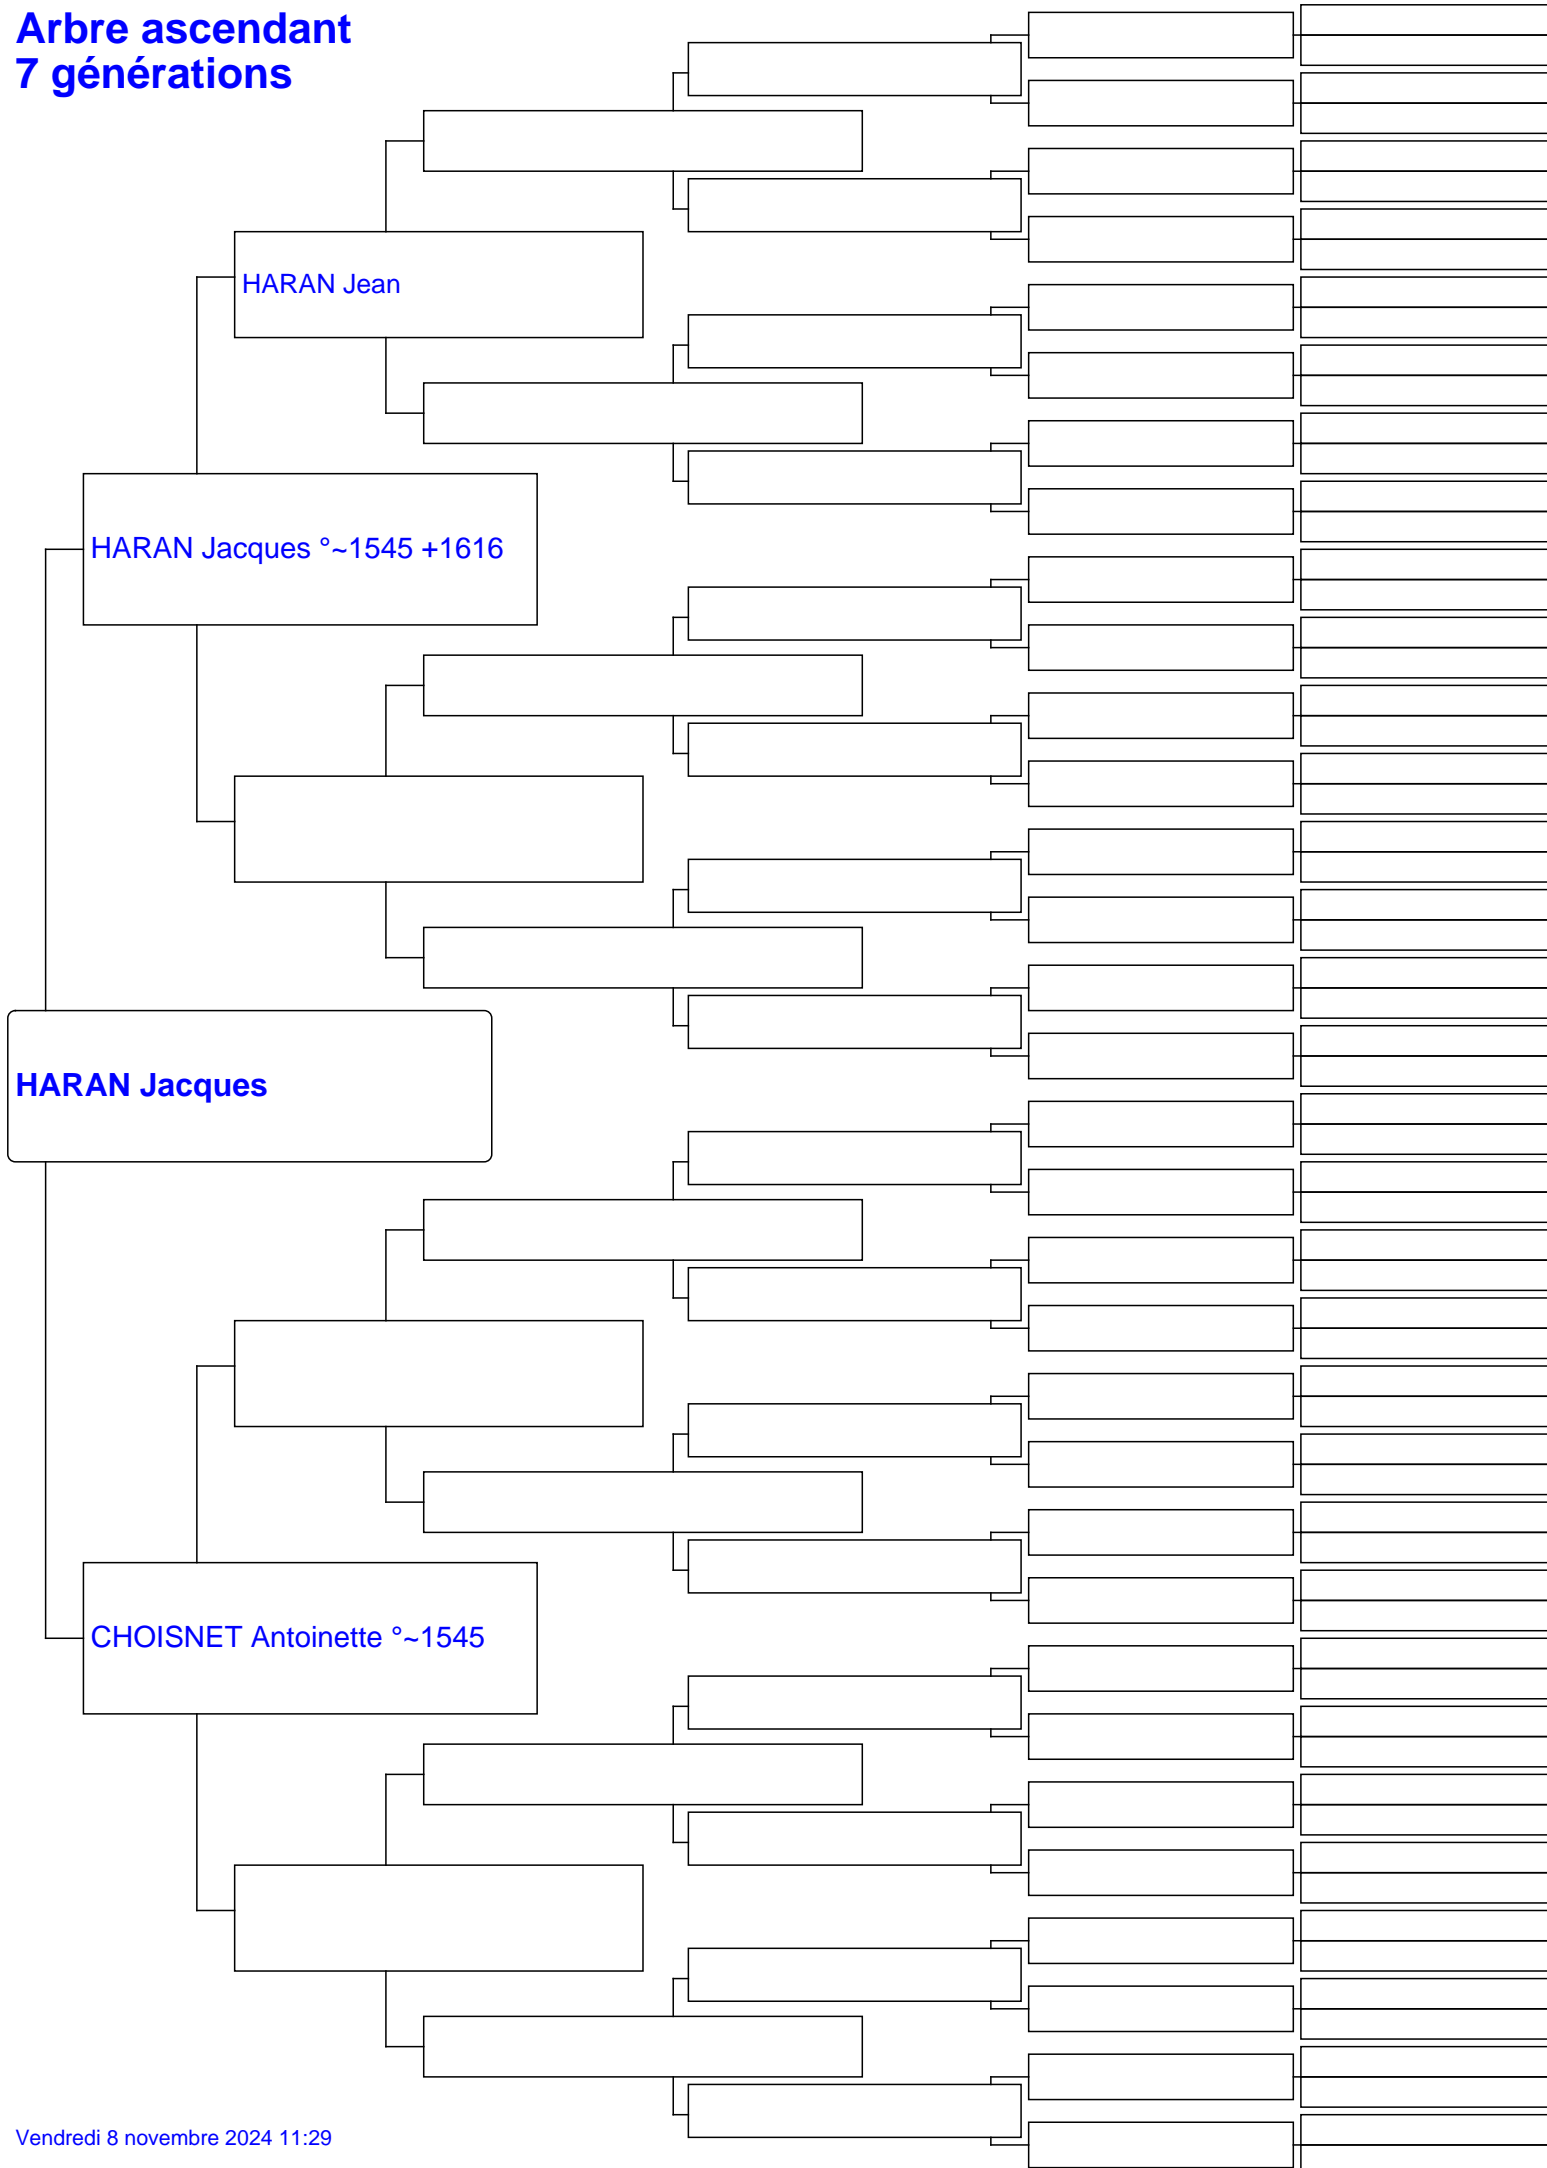 Arbre ascendant
7 générations
HARAN Jean
HARAN Jacques °~1545 +1616
HARAN Jacques
CHOISNET Antoinette °~1545
Vendredi 8 novembre 2024 11:29